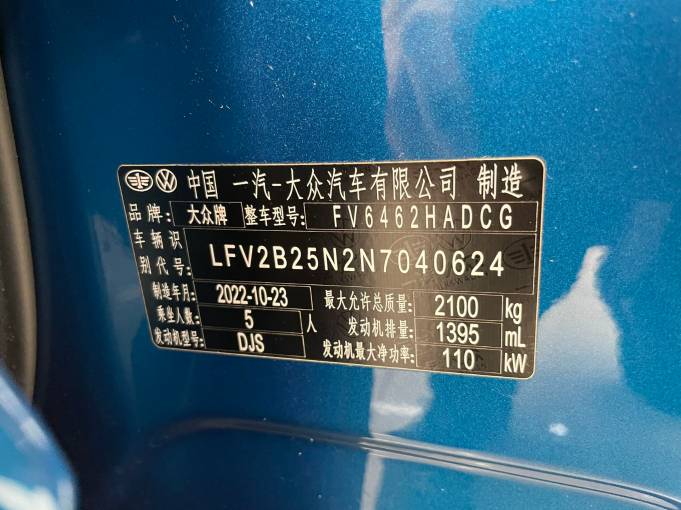 中国 一汽-大众汽车有限公司 制造
品牌: 大众牌 整车型号: FV6462HADCG
车辆识别代号: LFV2B25N2N7040624
制造年月: 2022-10-23 最大允许总质量: 2100 kg
乘坐人数: 5 人 发动机排量: 1395 mL
发动机型号: DJS 发动机最大净功率: 110 kW